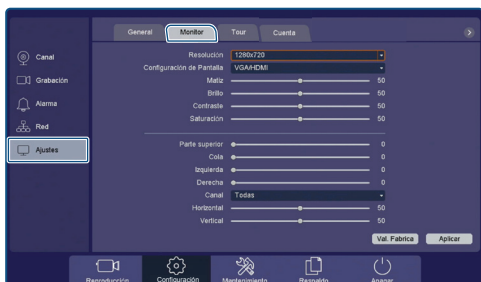 General Monitor Tour Cuenta
Canal
Grabación
Alarma
Red
Ajustes
Resolución 1280x720
Configuración de Pantalla VGA/HDMI
Matiz 50
Brillo 50
Contraste 50
Saturación 50
Parte superior 0
Cola 0
Izquierda 0
Derecha 0
Canal Todas
Horizontal 50
Vertical 50
Val. Fabrica Aplicar
Reproducción Configuración Mantenimiento Respaldo Apagar